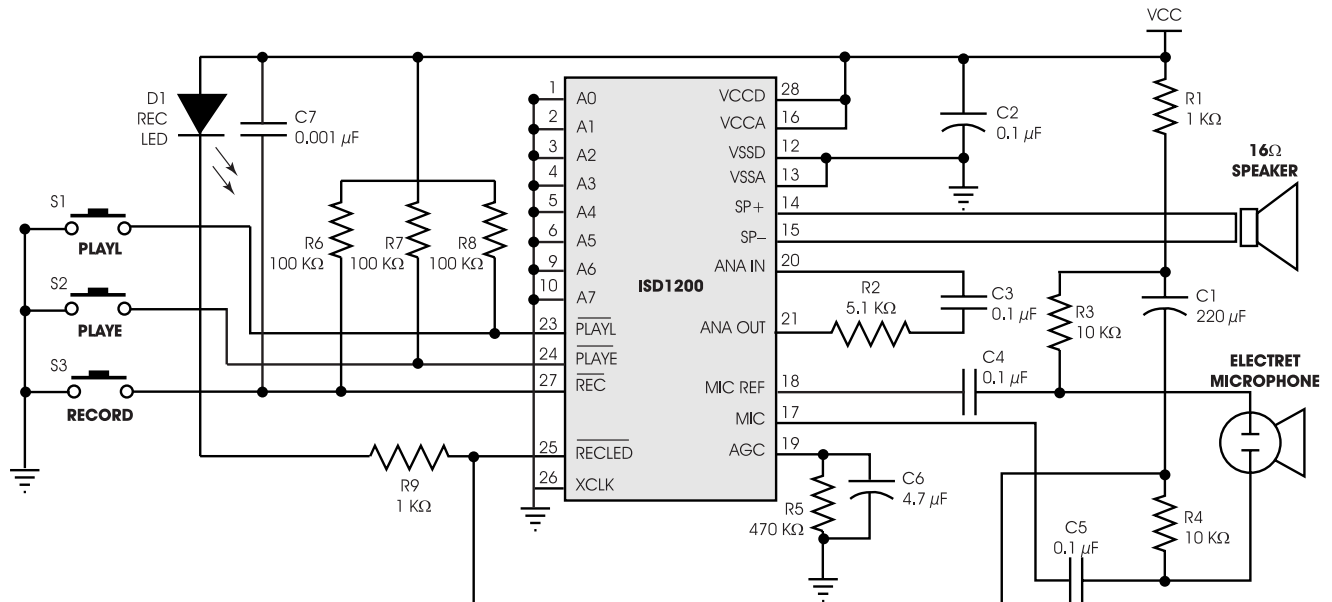 VCC
D1
REC
LED
C7
0.001 µF
S1
PLAYL
S2
PLAYE
S3
RECORD
R6
100 KΩ
R7
100 KΩ
R8
100 KΩ
R9
1 KΩ
ISD1200
1 A0
2 A1
3 A2
4 A3
5 A4
6 A5
9 A6
10 A7
23 PLAYL
24 PLAYE
27 REC
25 RECLED
26 XCLK
VCCD 28
VCCA 16
VSSD 12
VSSA 13
SP+ 14
SP– 15
ANA IN 20
ANA OUT 21
MIC REF 18
MIC 17
AGC 19
C2
0.1 µF
R1
1 KΩ
16Ω
SPEAKER
R2
5.1 KΩ
C3
0.1 µF
R3
10 KΩ
C1
220 µF
C4
0.1 µF
ELECTRET
MICROPHONE
R5
470 KΩ
C6
4.7 µF
C5
0.1 µF
R4
10 KΩ